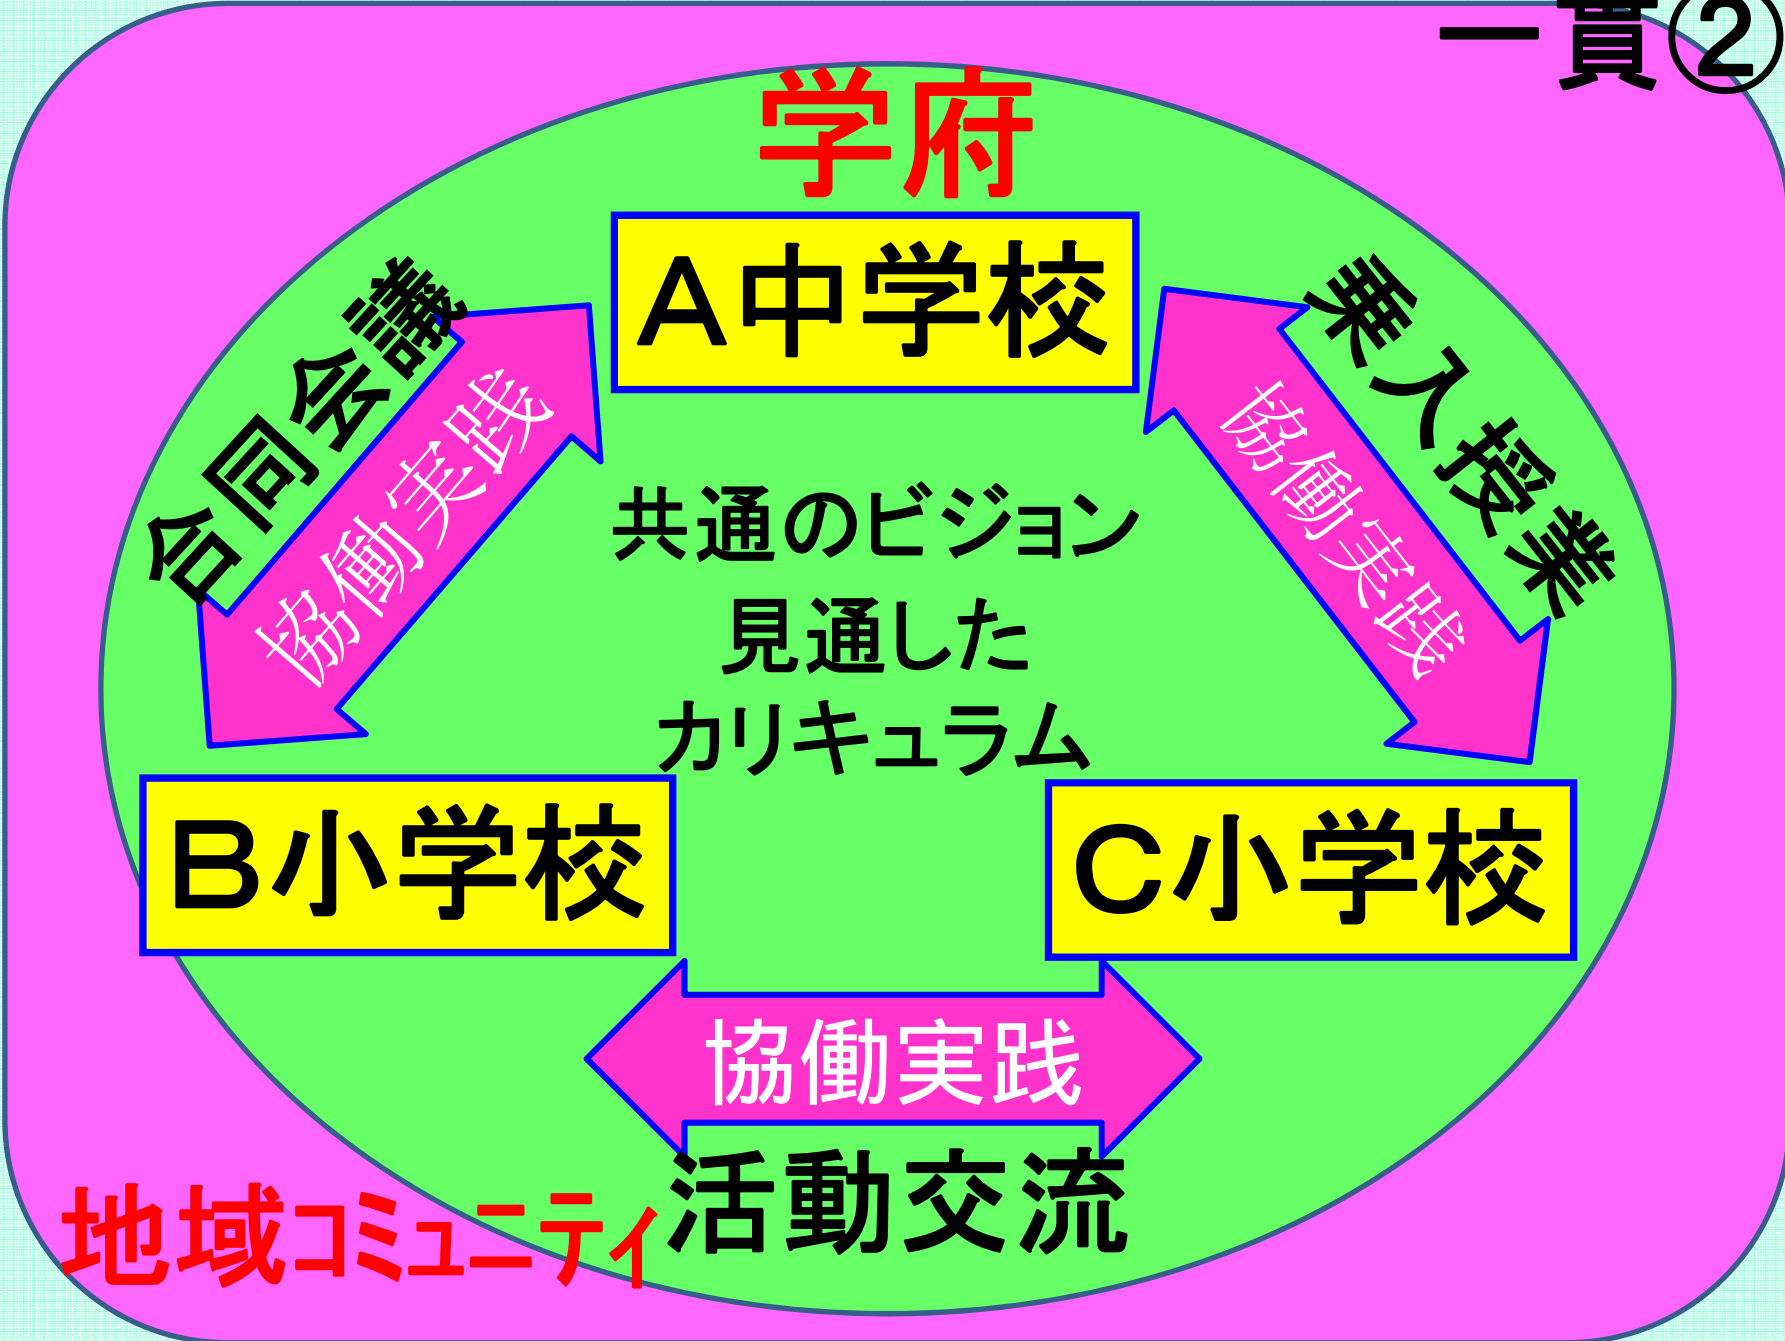 一貫②
学府
A中学校
合同会議
協働実践
乗入授業
協働実践
共通のビジョン
見通した
カリキュラム
B小学校
C小学校
協働実践
活動交流
地域コミュニティ